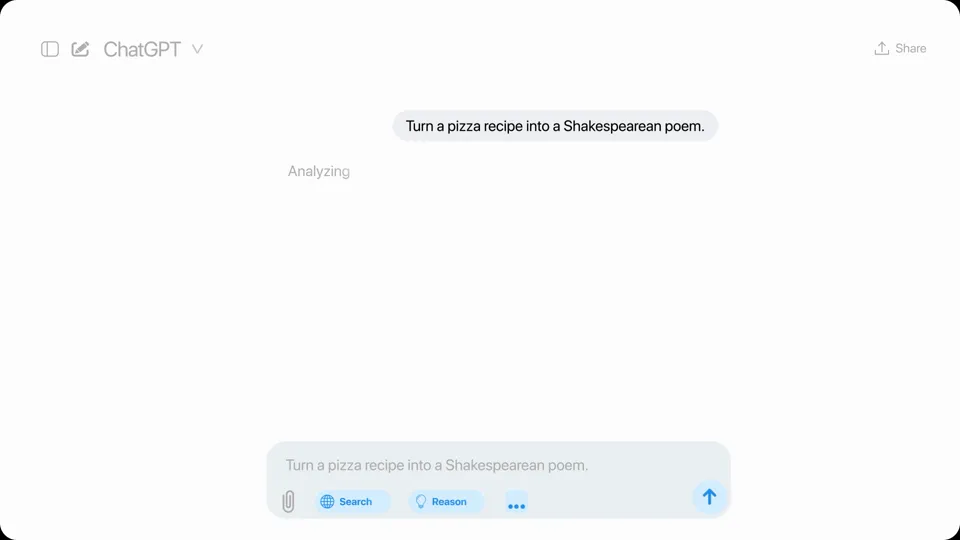 ChatGPT
Share
Turn a pizza recipe into a Shakespearean poem.
Analyzing
Turn a pizza recipe into a Shakespearean poem.
Search
Reason